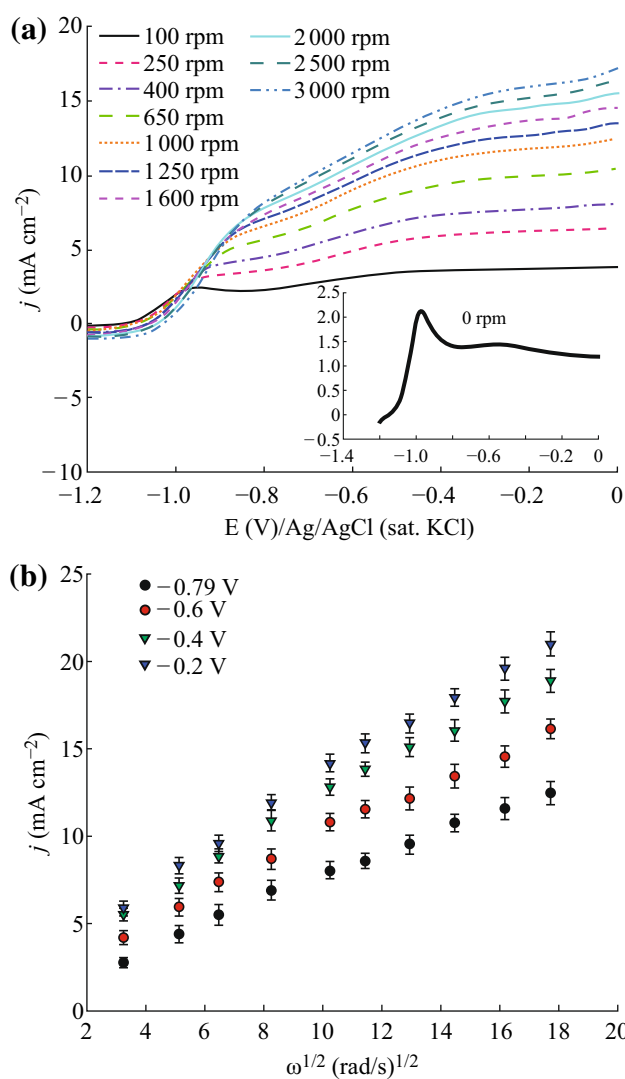 (a)
20
15
10
5
0
−5
−10
j (mA cm−2)
100 rpm
250 rpm
400 rpm
650 rpm
1 000 rpm
1 250 rpm
1 600 rpm
2 000 rpm
2 500 rpm
3 000 rpm
2.5
2.0
1.5
1.0
0.5
0
−0.5
0 rpm
−1.4 −1.0 −0.6 −0.2 0
−1.2 −1.0 −0.8 −0.6 −0.4 −0.2 0
E (V)/Ag/AgCl (sat. KCl)
(b)
25
20
15
10
5
0
j (mA cm−2)
−0.79 V
−0.6 V
−0.4 V
−0.2 V
2 4 6 8 10 12 14 16 18 20
ω1/2 (rad/s)1/2